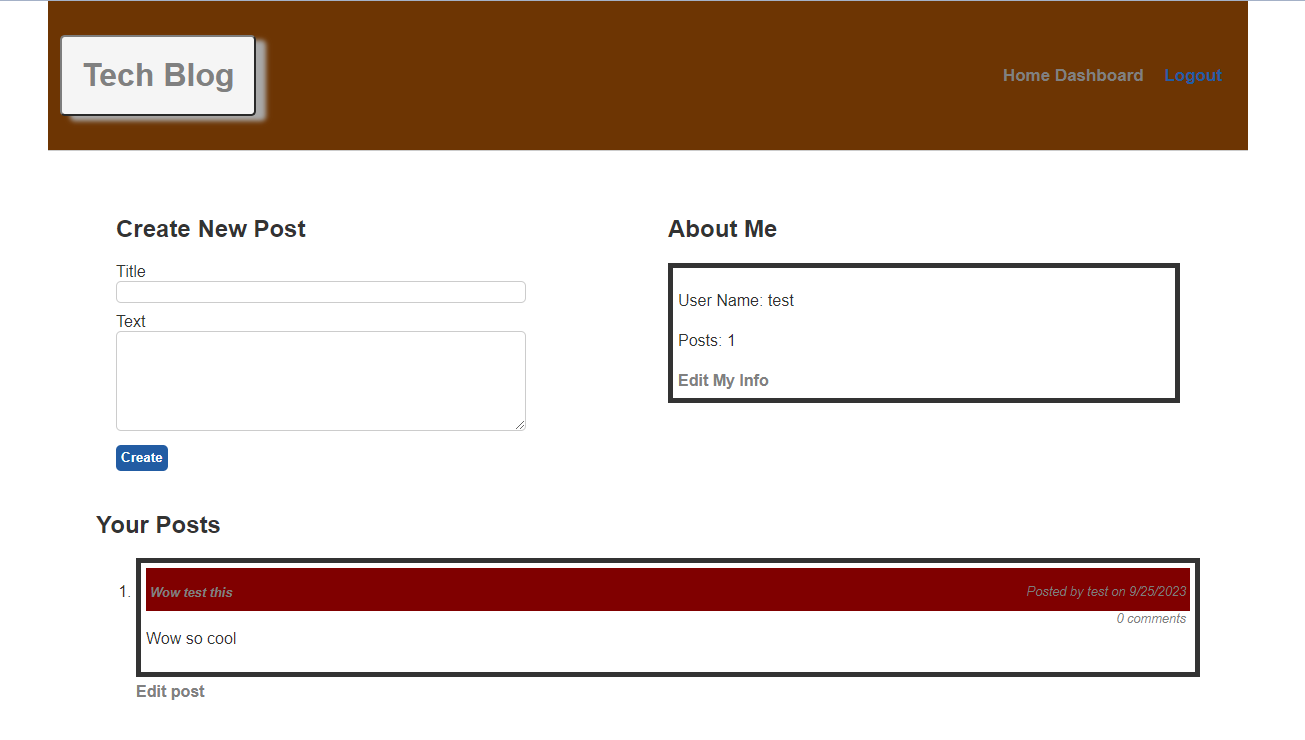 Tech Blog
Home Dashboard Logout
Create New Post
Title
Text
Create
About Me
User Name: test
Posts: 1
Edit My Info
Your Posts
1. Wow test this Posted by test on 9/25/2023
0 comments
Wow so cool
Edit post